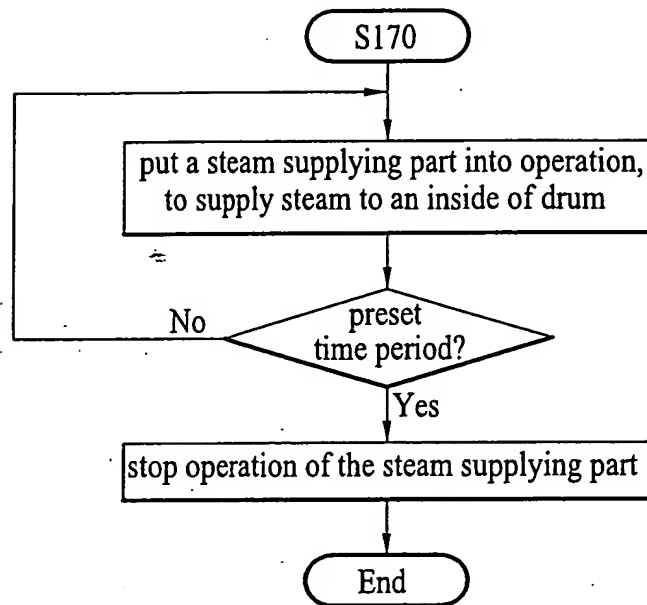 S170
put a steam supplying part into operation,
to supply steam to an inside of drum
preset
time period?
No
Yes
stop operation of the steam supplying part
End